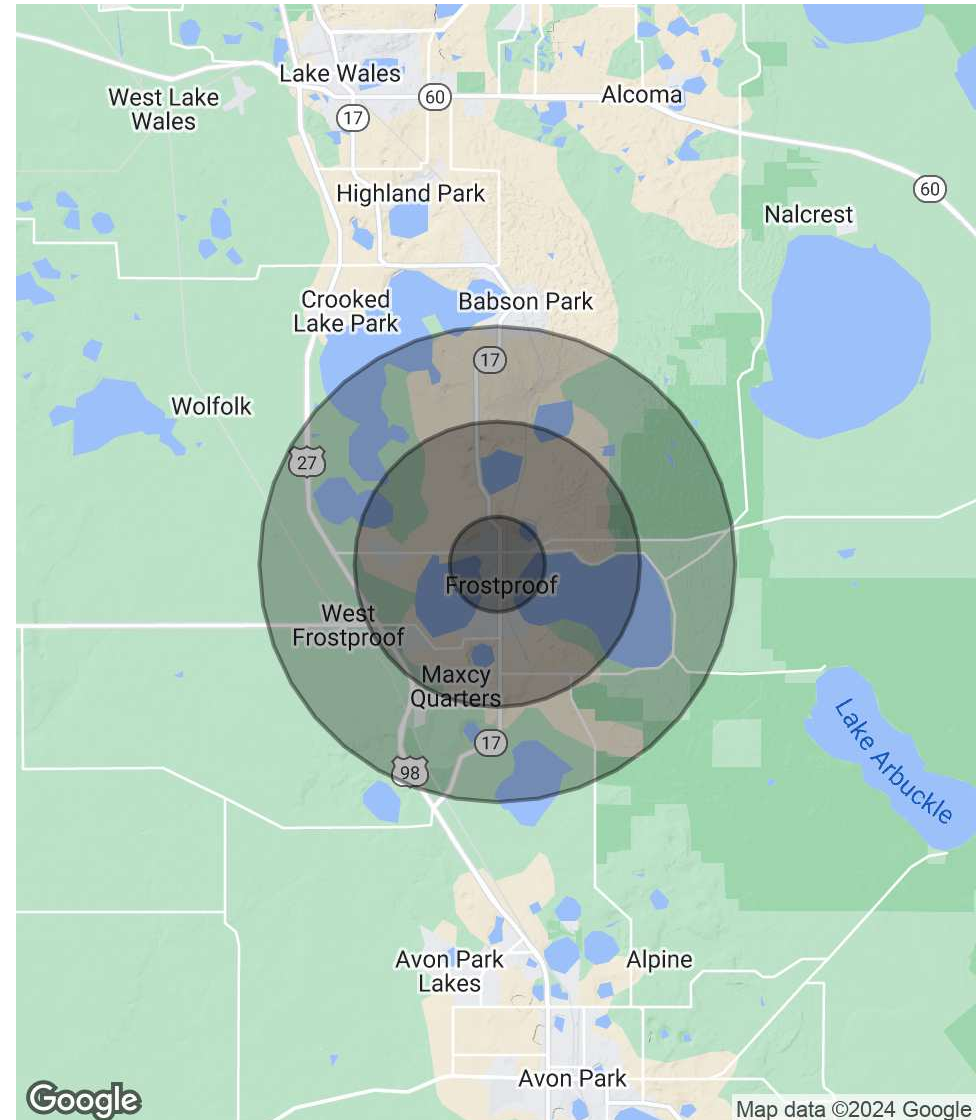 Lake Wales
West Lake
Wales
60
Alcoma
17
60
Highland Park
Nalcrest
Crooked
Lake Park
Babson Park
17
Wolfolk
27
Frostproof
West
Frostproof
Maxcy
Quarters
17
98
Lake Arbuckle
Avon Park
Lakes
Alpine
Avon Park
Google
Map data ©2024 Google